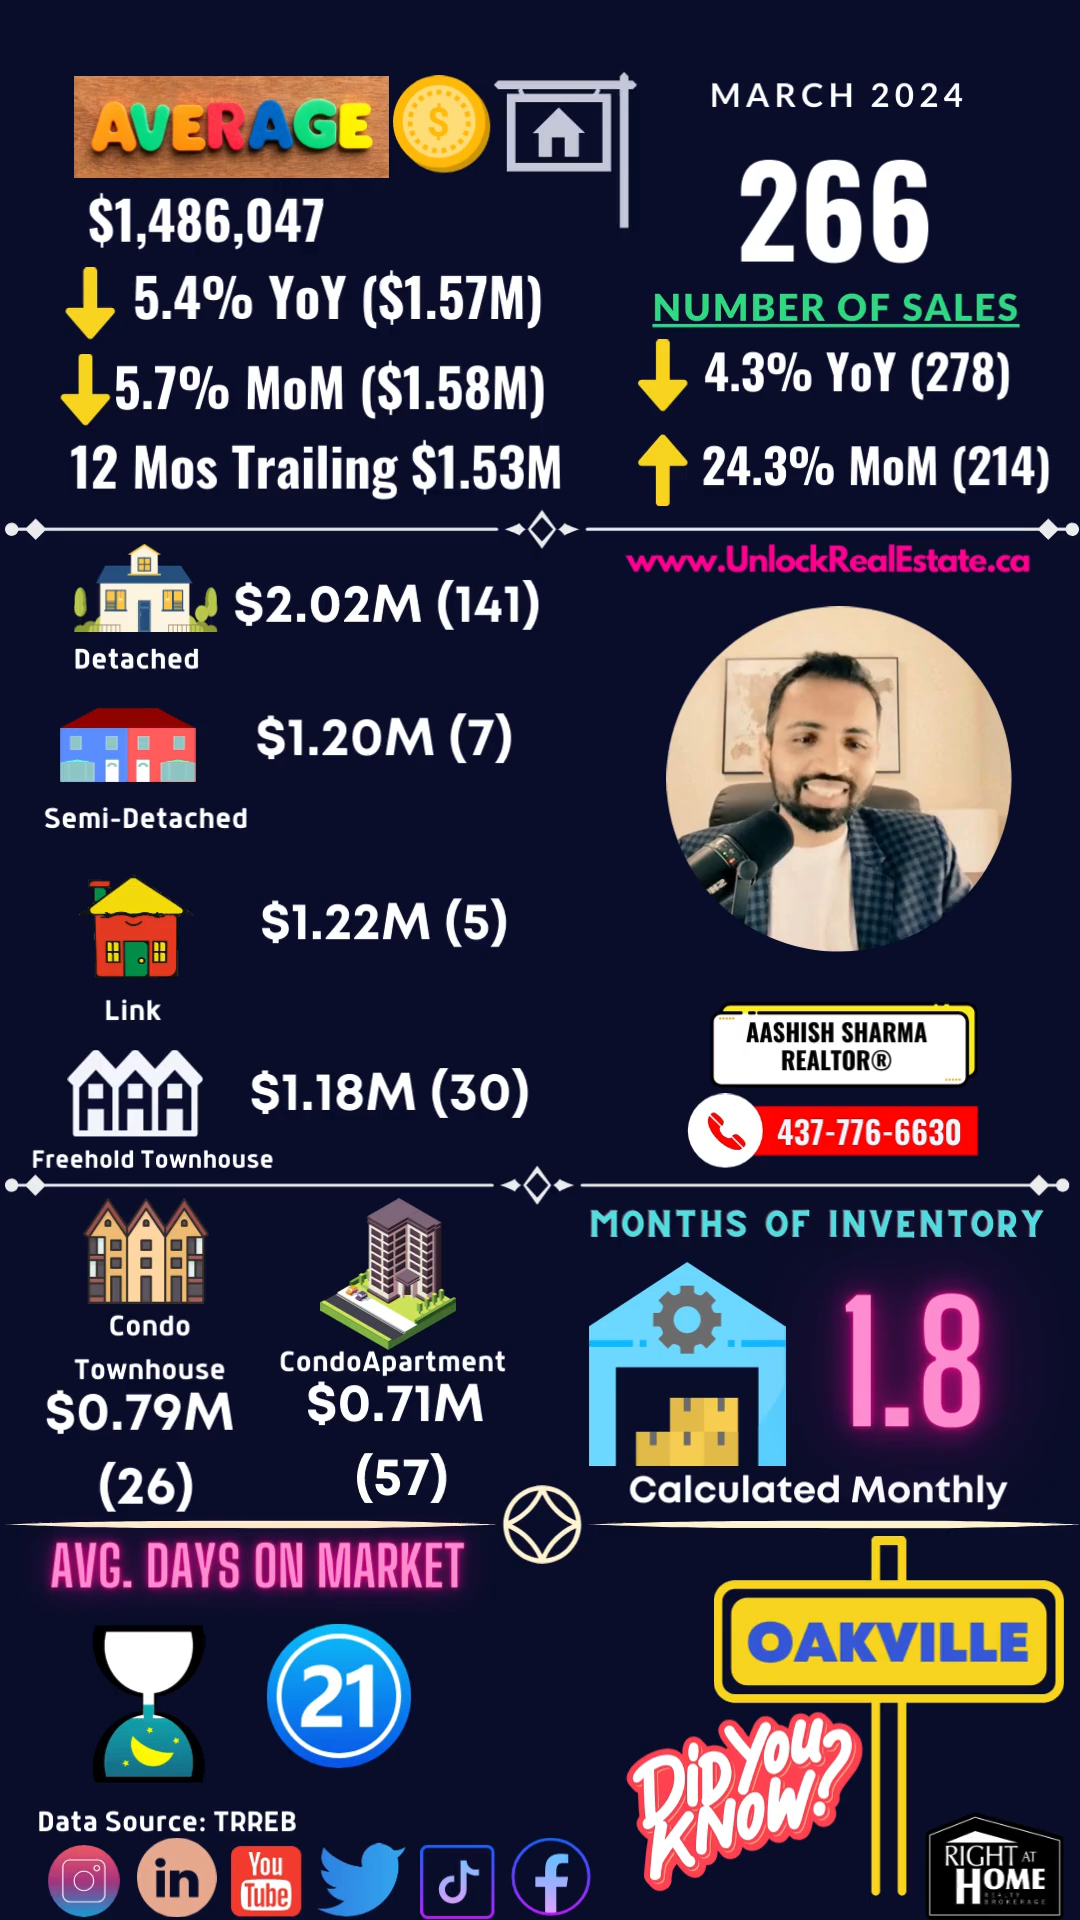 AVERAGE
$
MARCH 2024
$1,486,047
5.4% YoY ($1.57M)
5.7% MoM ($1.58M)
12 Mos Trailing $1.53M
266
NUMBER OF SALES
4.3% YoY (278)
24.3% MoM (214)
www.UnlockRealEstate.ca
$2.02M (141)
Detached
$1.20M (7)
Semi-Detached
$1.22M (5)
Link
$1.18M (30)
Freehold Townhouse
AASHISH SHARMA
REALTOR®
437-776-6630
Condo
Townhouse
$0.79M
(26)
CondoApartment
$0.71M
(57)
MONTHS OF INVENTORY
1.8
Calculated Monthly
AVG. DAYS ON MARKET
21
OAKVILLE
DiD YOU
KNOW?
Data Source: TRREB
in
You
Tube
RIGHT AT
HOME
REALTY
BROKERAGE